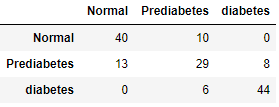 Normal Prediabetes diabetes
Normal 40 10 0
Prediabetes 13 29 8
diabetes 0 6 44